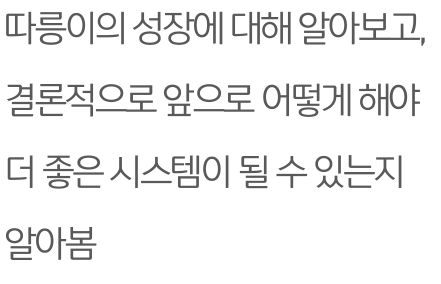 따릉이의 성장에 대해 알아보고,
결론적으로 앞으로 어떻게 해야
더 좋은 시스템이 될 수 있는지
알아봄